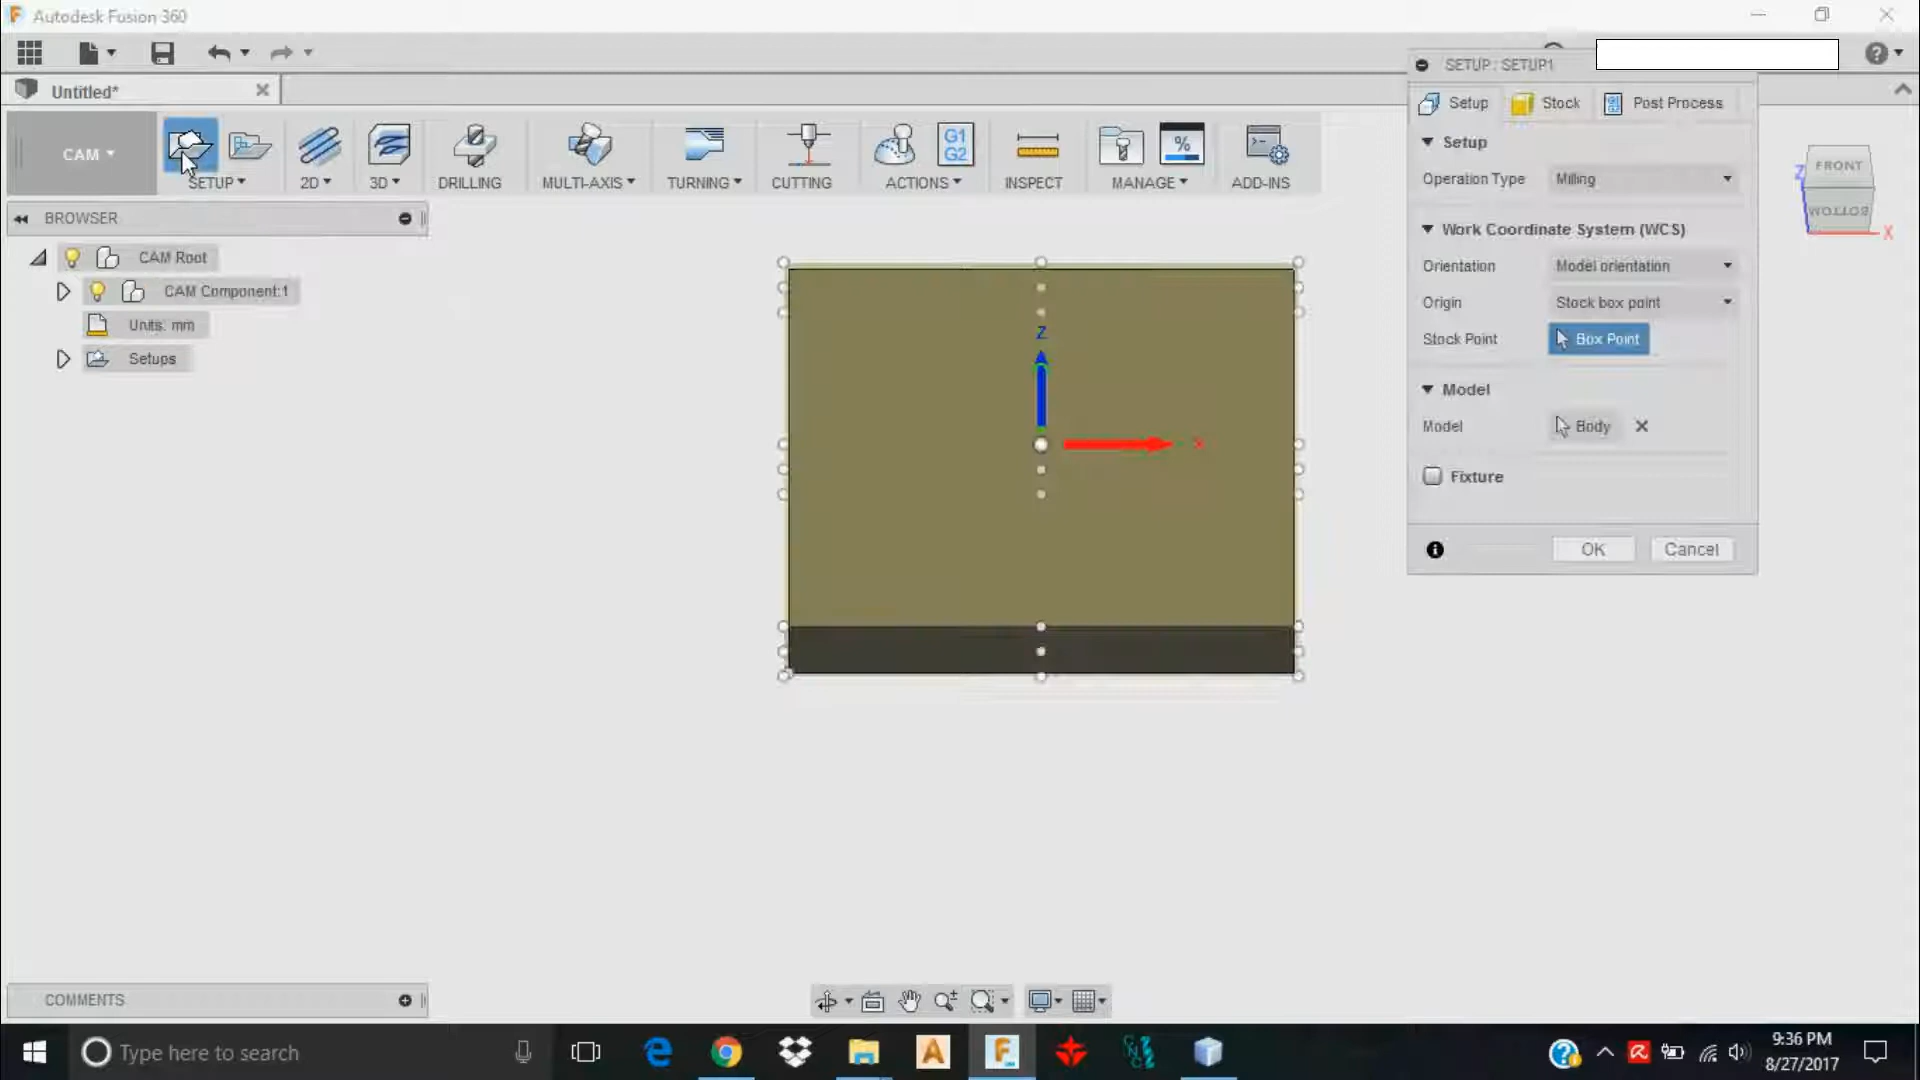 Autodesk Fusion 360
Untitled*
CAM
SETUP
2D
3D
DRILLING
MULTI-AXIS
TURNING
CUTTING
G1
G2
ACTIONS
INSPECT
%
MANAGE
ADD-INS
BROWSER
CAM Root
CAM Component:1
Units: mm
Setups
Z
X
SETUP : SETUP1
Setup
Stock
Post Process
Setup
Operation Type
Milling
Work Coordinate System (WCS)
Orientation
Model orientation
Origin
Stock box point
Stock Point
Box Point
Model
Model
Body
Fixture
OK
Cancel
FRONT
BOTTOM
Z
X
COMMENTS
Type here to search
CNC
9:36 PM
8/27/2017